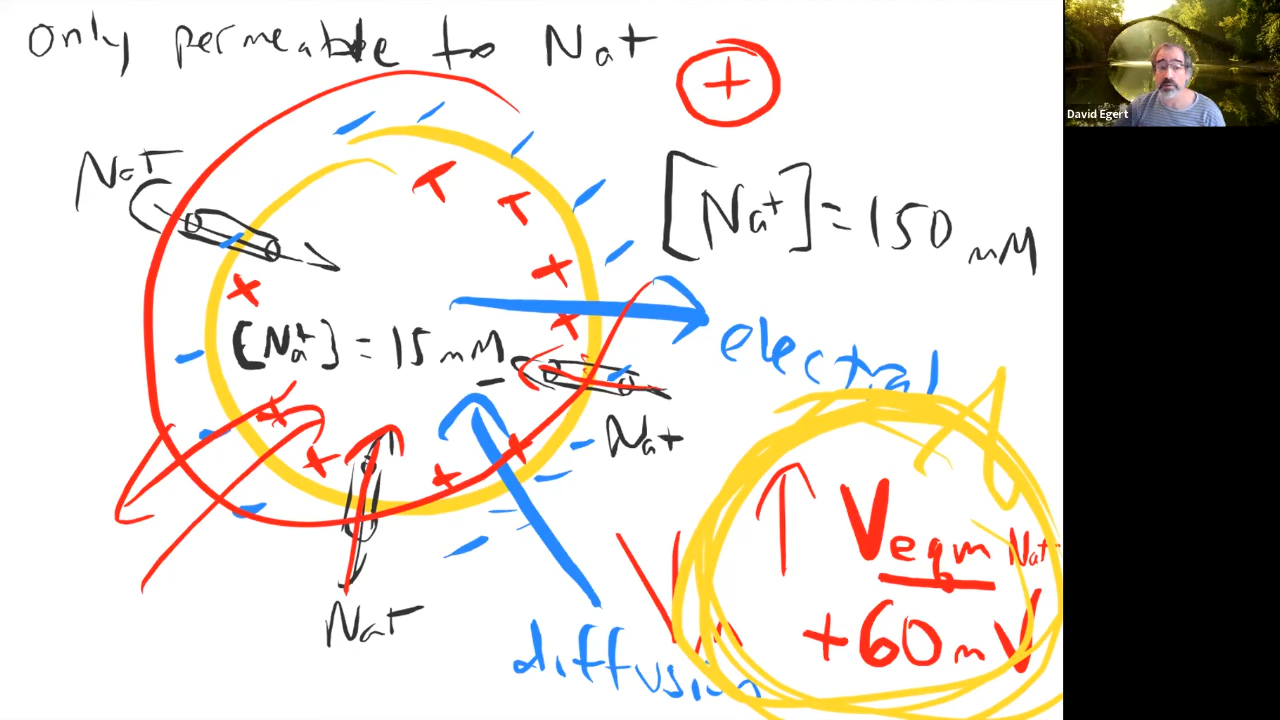 only permeable to Na+
+
David Egert
Na+
[Na+] = 150 mM
[Na+] = 15 mM
electral
Na+
Veqm Na+
+60 mV
Na+
diffusion